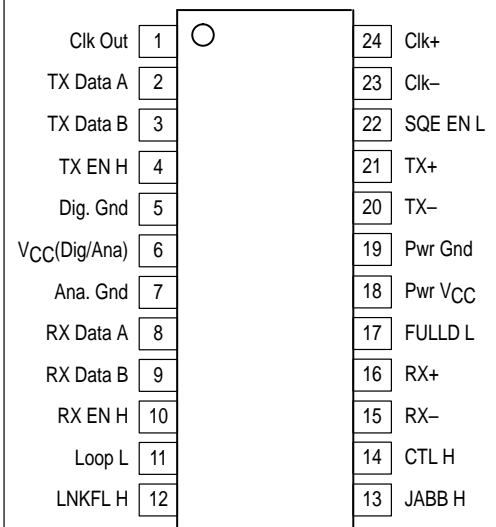 Clk Out 1 24 Clk+
TX Data A 2 23 Clk–
TX Data B 3 22 SQE EN L
TX EN H 4 21 TX+
Dig. Gnd 5 20 TX–
VCC(Dig/Ana) 6 19 Pwr Gnd
Ana. Gnd 7 18 Pwr VCC
RX Data A 8 17 FULLD L
RX Data B 9 16 RX+
RX EN H 10 15 RX–
Loop L 11 14 CTL H
LNKFL H 12 13 JABB H